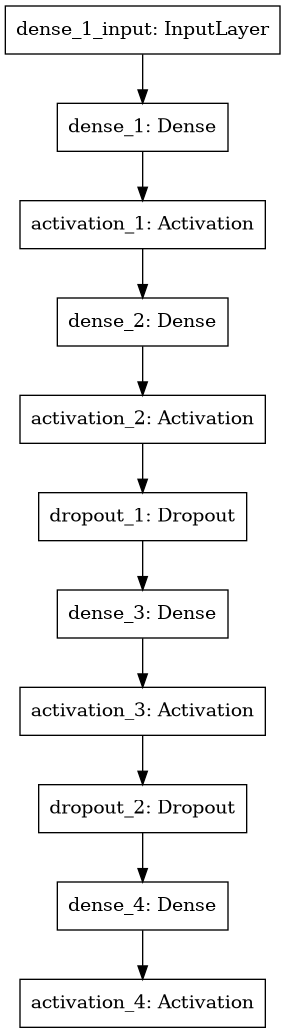 dense_1_input: InputLayer
dense_1: Dense
activation_1: Activation
dense_2: Dense
activation_2: Activation
dropout_1: Dropout
dense_3: Dense
activation_3: Activation
dropout_2: Dropout
dense_4: Dense
activation_4: Activation